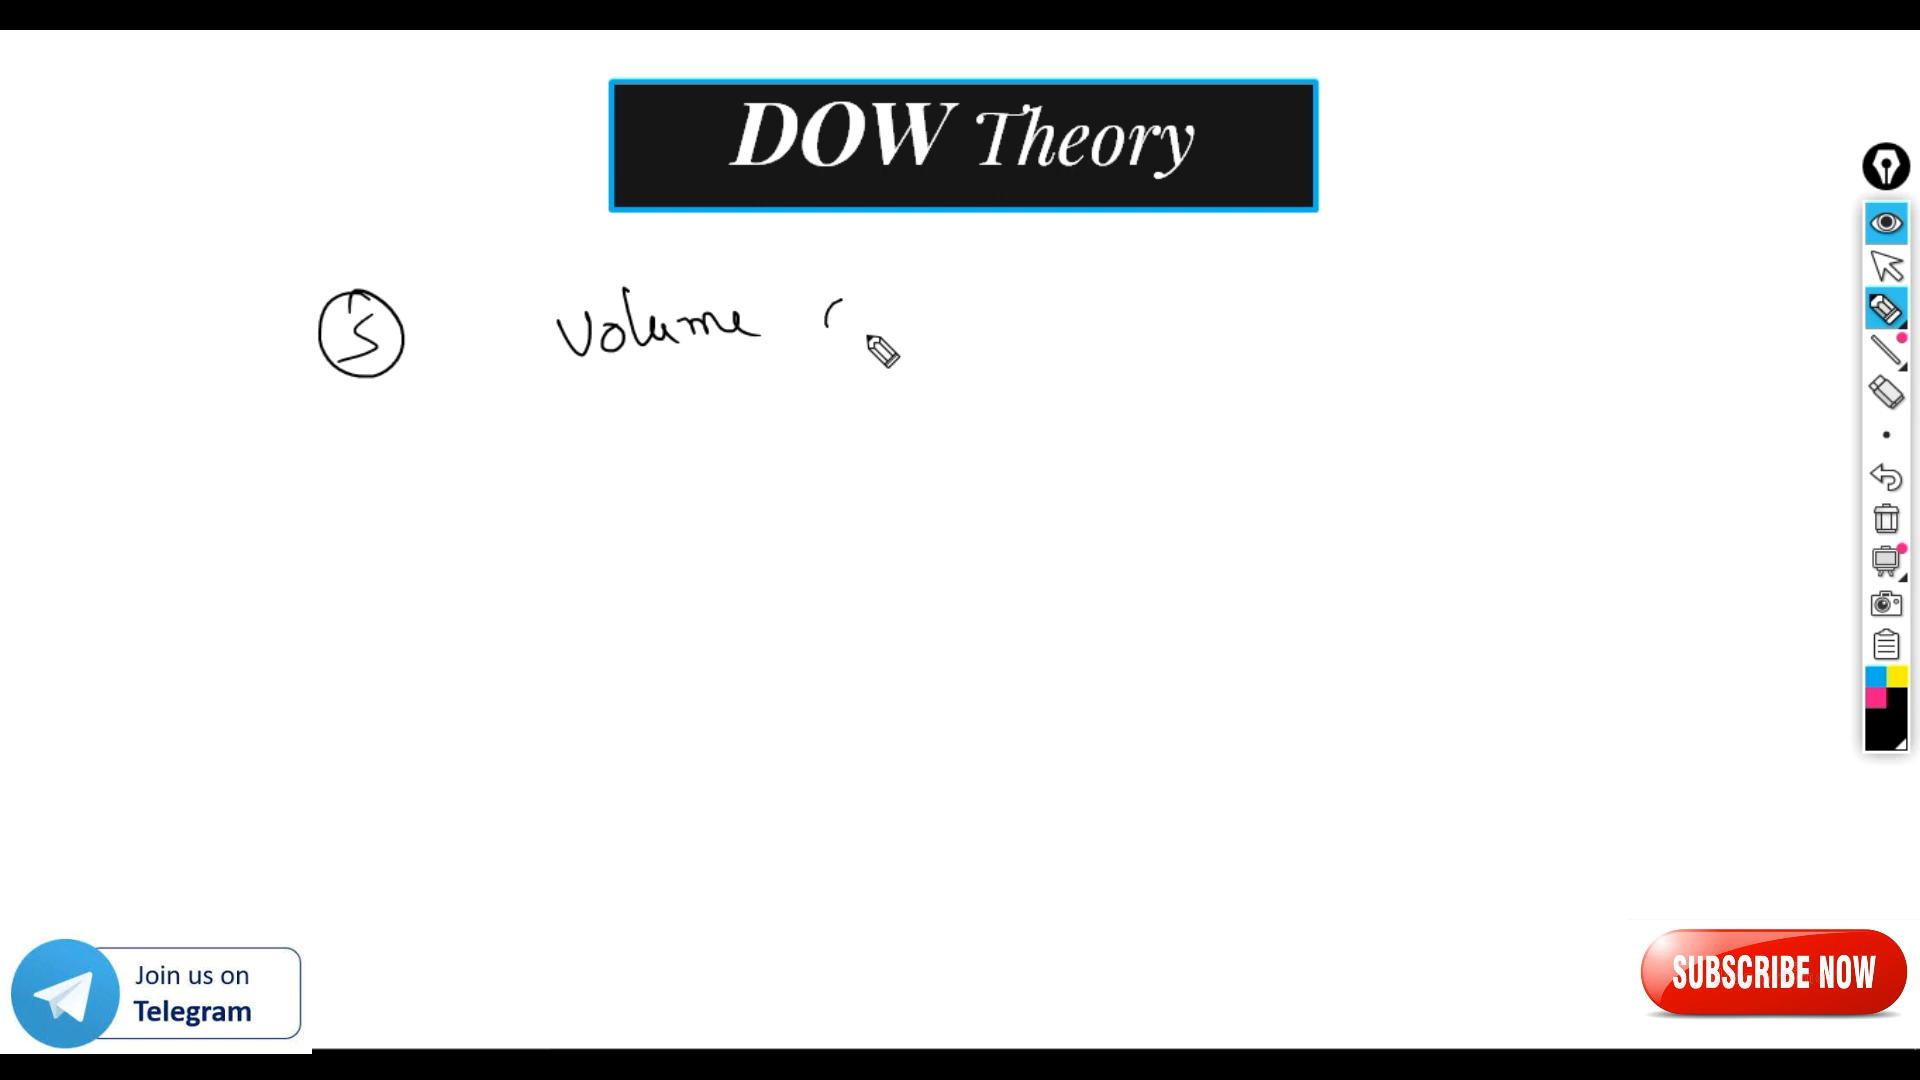 DOW Theory
5 Volume
Join us on
Telegram
SUBSCRIBE NOW